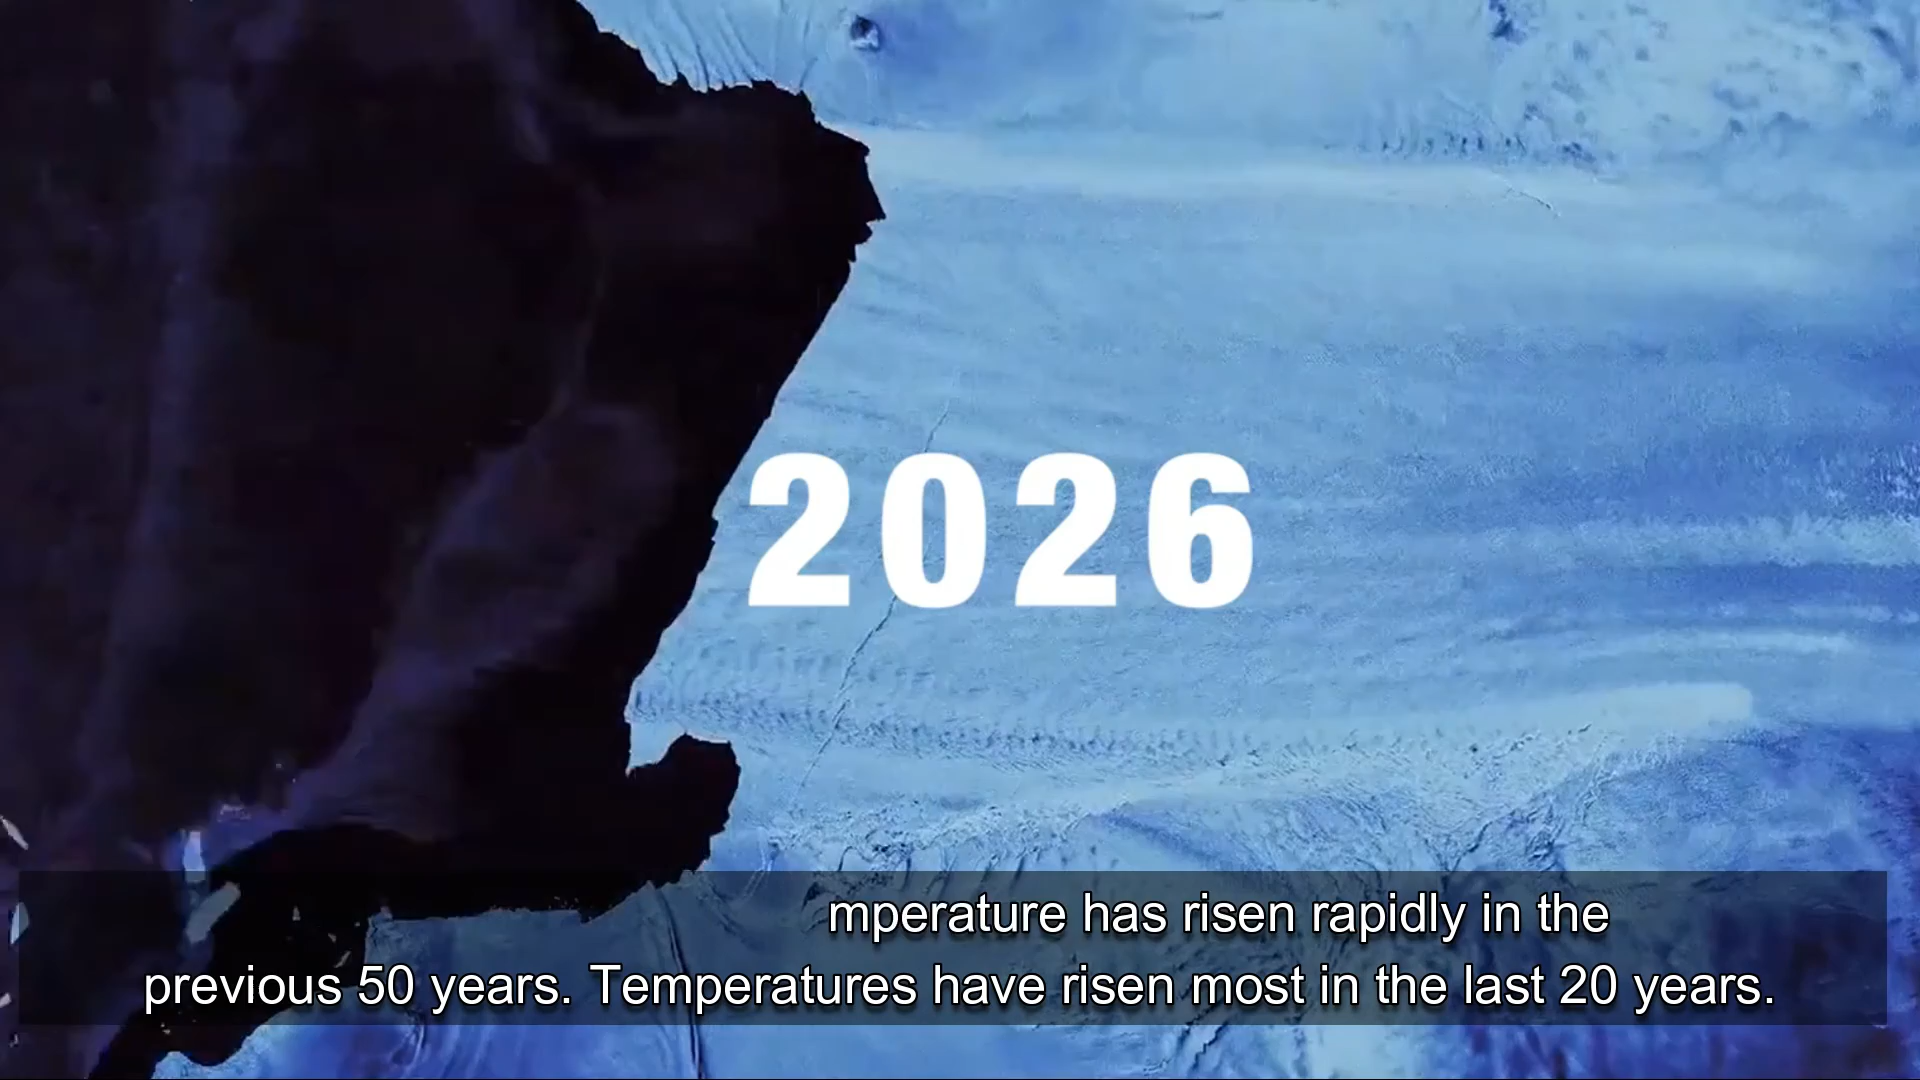 2026
mperature has risen rapidly in the
previous 50 years. Temperatures have risen most in the last 20 years.